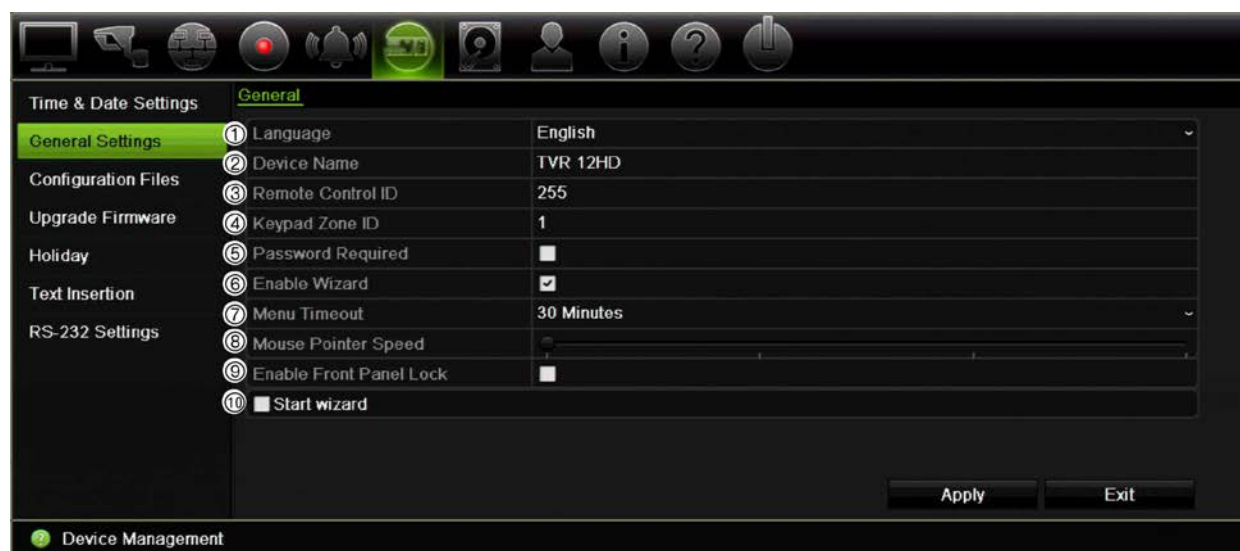 Time & Date Settings
General Settings
Configuration Files
Upgrade Firmware
Holiday
Text Insertion
RS-232 Settings
General
① Language English
② Device Name TVR 12HD
③ Remote Control ID 255
④ Keypad Zone ID 1
⑤ Password Required
⑥ Enable Wizard
⑦ Menu Timeout 30 Minutes
⑧ Mouse Pointer Speed
⑨ Enable Front Panel Lock
⑩ Start wizard
Apply Exit
Device Management